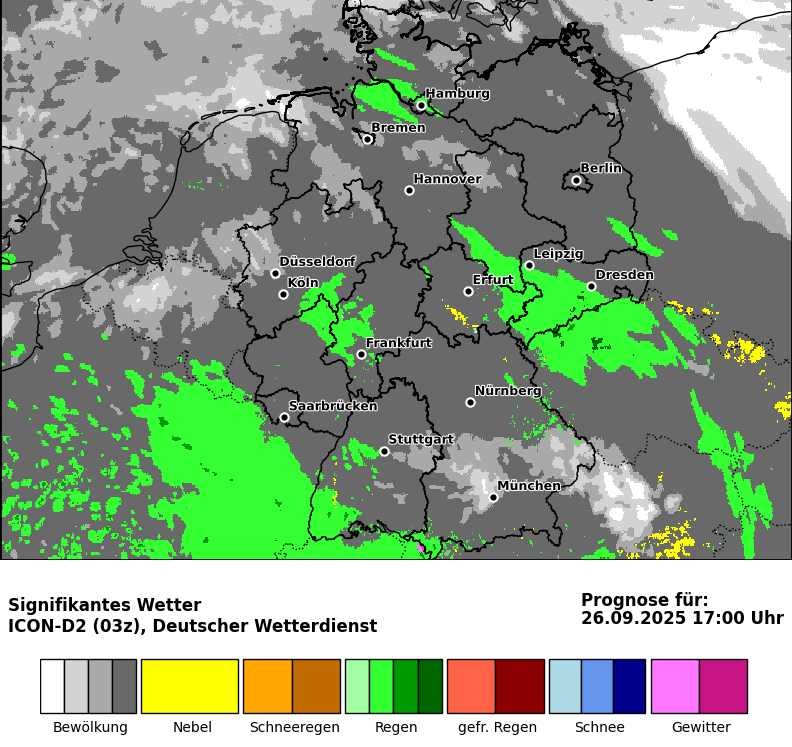 Hamburg
Bremen
Berlin
Hannover
Leipzig
Düsseldorf
Dresden
Köln
Erfurt
Frankfurt
Nürnberg
Saarbrücken
Stuttgart
München
Signifikantes Wetter
ICON-D2 (03z), Deutscher Wetterdienst
Prognose für:
26.09.2025 17:00 Uhr
Bewölkung Nebel Schneeregen Regen gefr. Regen Schnee Gewitter